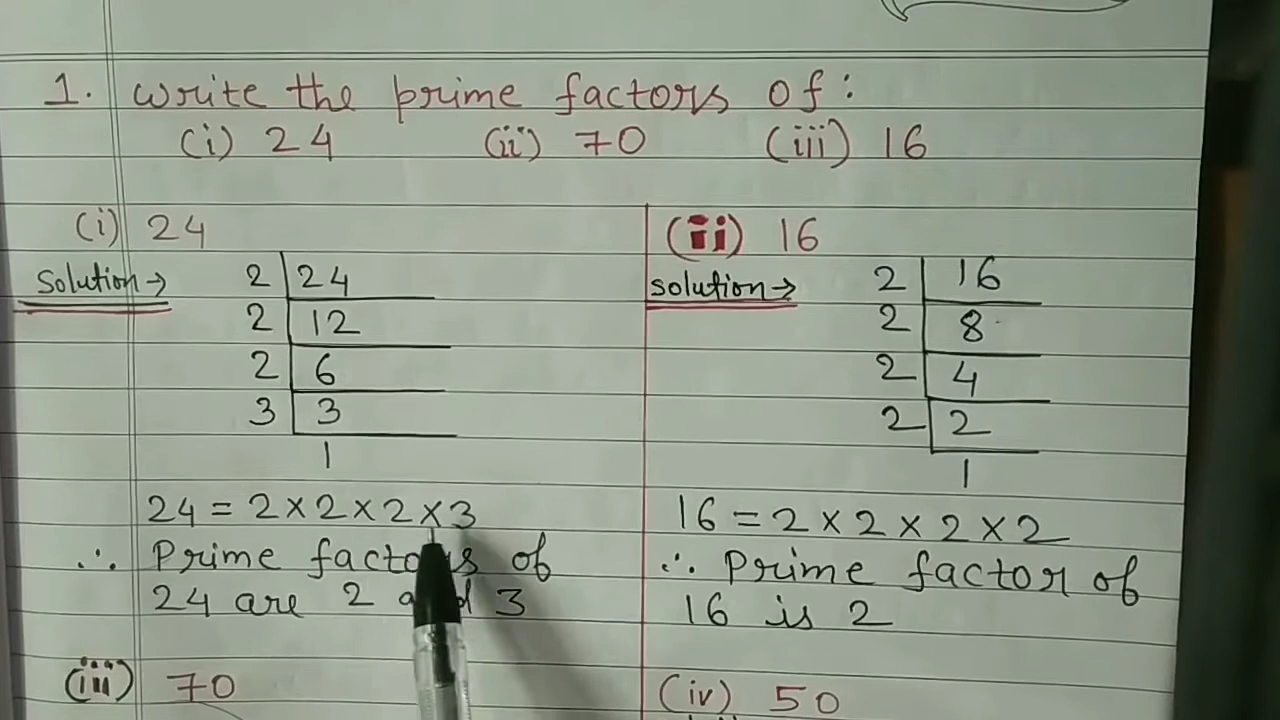 1. Write the prime factors of:
(i) 24 (ii) 70 (iii) 16
(i) 24
Solution →
2 | 24
2 | 12
2 | 6
3 | 3
1
24 = 2 × 2 × 2 × 3
∴ Prime factors of
24 are 2 and 3
(ii) 16
solution →
2 | 16
2 | 8
2 | 4
2 | 2
1
16 = 2 × 2 × 2 × 2
∴ Prime factor of
16 is 2
(iii) 70
(iv) 50